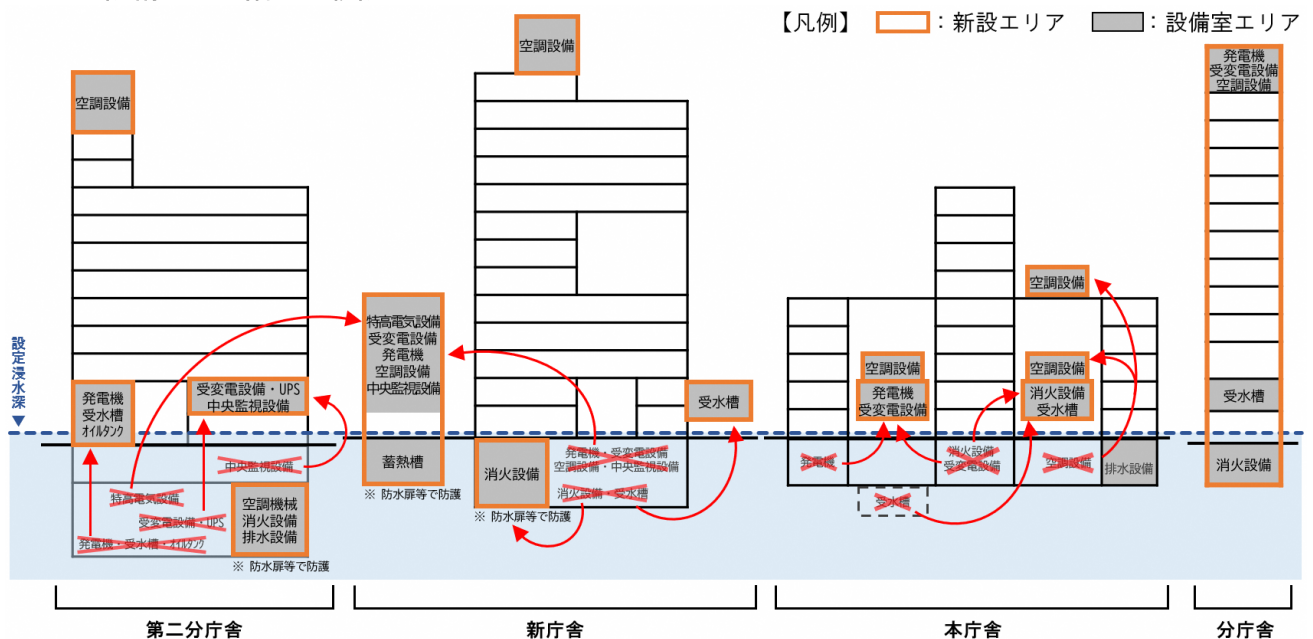 【凡例】 ：新設エリア ：設備室エリア
空調設備
発電機
受水槽
ｵｲﾙﾀﾝｸ
受変電設備・UPS
中央監視設備
中央監視設備
特高電気設備
受変電設備・UPS
発電機・受水槽・ｵｲﾙﾀﾝｸ
空調機械
消火設備
排水設備
※ 防水扉等で防護
設定浸水深
空調設備
特高電気設備
受変電設備
発電機
空調設備
中央監視設備
蓄熱槽
※ 防水扉等で防護
消火設備
※ 防水扉等で防護
発電機・受変電設備
空調設備・中央監視設備
消火設備・受水槽
受水槽
空調設備
空調設備
発電機
受変電設備
空調設備
消火設備
受水槽
発電機
消火設備
受変電設備
空調設備
排水設備
受水槽
発電機
受変電設備
空調設備
受水槽
消火設備
第二分庁舎
新庁舎
本庁舎
分庁舎